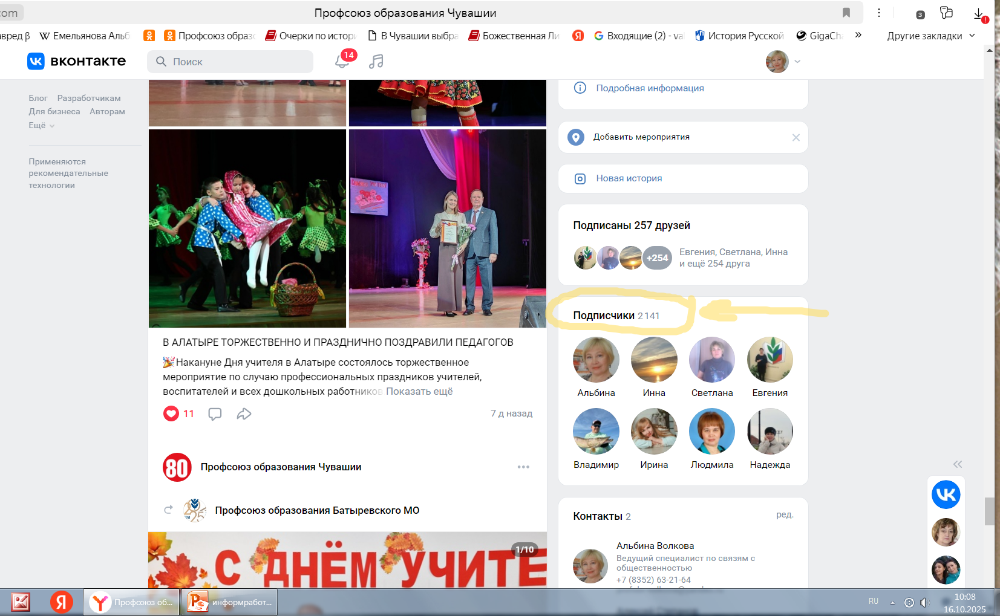 com
Профсоюз образования Чувашии
3
авред β
Емельянова Альб
Профсоюз образо
Очерки по истори
В Чувашии выбра
Божественная Ли
Входящие (2) - va
История Русской
GigaCha
»
Другие закладки
вконтакте
Поиск
14
Блог Разработчикам
Для бизнеса Авторам
Ещё
Применяются
рекомендательные
технологии
В АЛАТЫРЕ ТОРЖЕСТВЕННО И ПРАЗДНИЧНО ПОЗДРАВИЛИ ПЕДАГОГОВ
🎉Накануне Дня учителя в Алатыре состоялось торжественное
мероприятие по случаю профессиональных праздников учителей,
воспитателей и всех дошкольных работников Показать ещё
11
7 д назад
80
Профсоюз образования Чувашии
Профсоюз образования Батыревского МО
1/10
С ДНЁМ УЧИТЕ
Подробная информация
Добавить мероприятия
Новая история
Подписаны 257 друзей
+254
Евгения, Светлана, Инна
и ещё 254 друга
Подписчики 2 141
Альбина Инна Светлана Евгения
Владимир Ирина Людмила Надежда
Контакты 2
ред.
Альбина Волкова
Ведущий специалист по связям с
общественностью
+7 (8352) 63-21-64
Профсоюз об...
информработ...
RU
10:08
16.10.2025